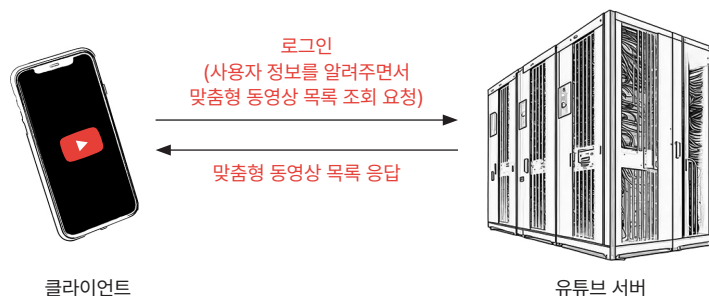 로그인
(사용자 정보를 알려주면서
맞춤형 동영상 목록 조회 요청)
맞춤형 동영상 목록 응답
클라이언트
유튜브 서버